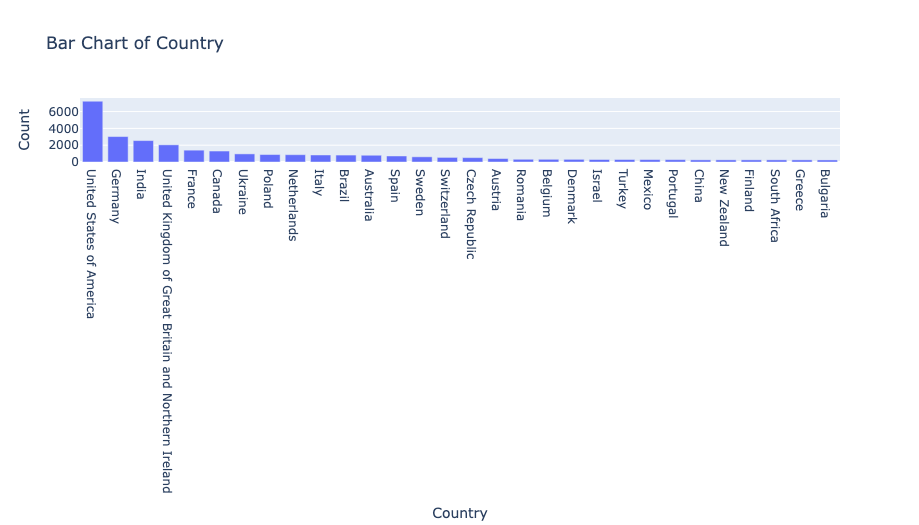 Bar Chart of Country
Count
6000
4000
2000
0
United States of America
Germany
India
United Kingdom of Great Britain and Northern Ireland
France
Canada
Ukraine
Poland
Netherlands
Italy
Brazil
Australia
Spain
Sweden
Switzerland
Czech Republic
Austria
Romania
Belgium
Denmark
Israel
Turkey
Mexico
Portugal
China
New Zealand
Finland
South Africa
Greece
Bulgaria
Country